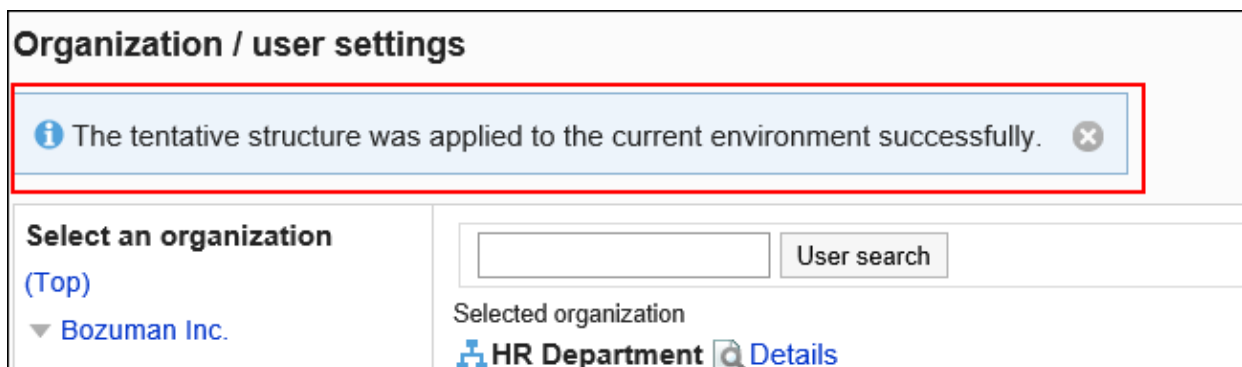 Organization / user settings
The tentative structure was applied to the current environment successfully.
Select an organization
(Top)
Bozuman Inc.
User search
Selected organization
HR Department Details